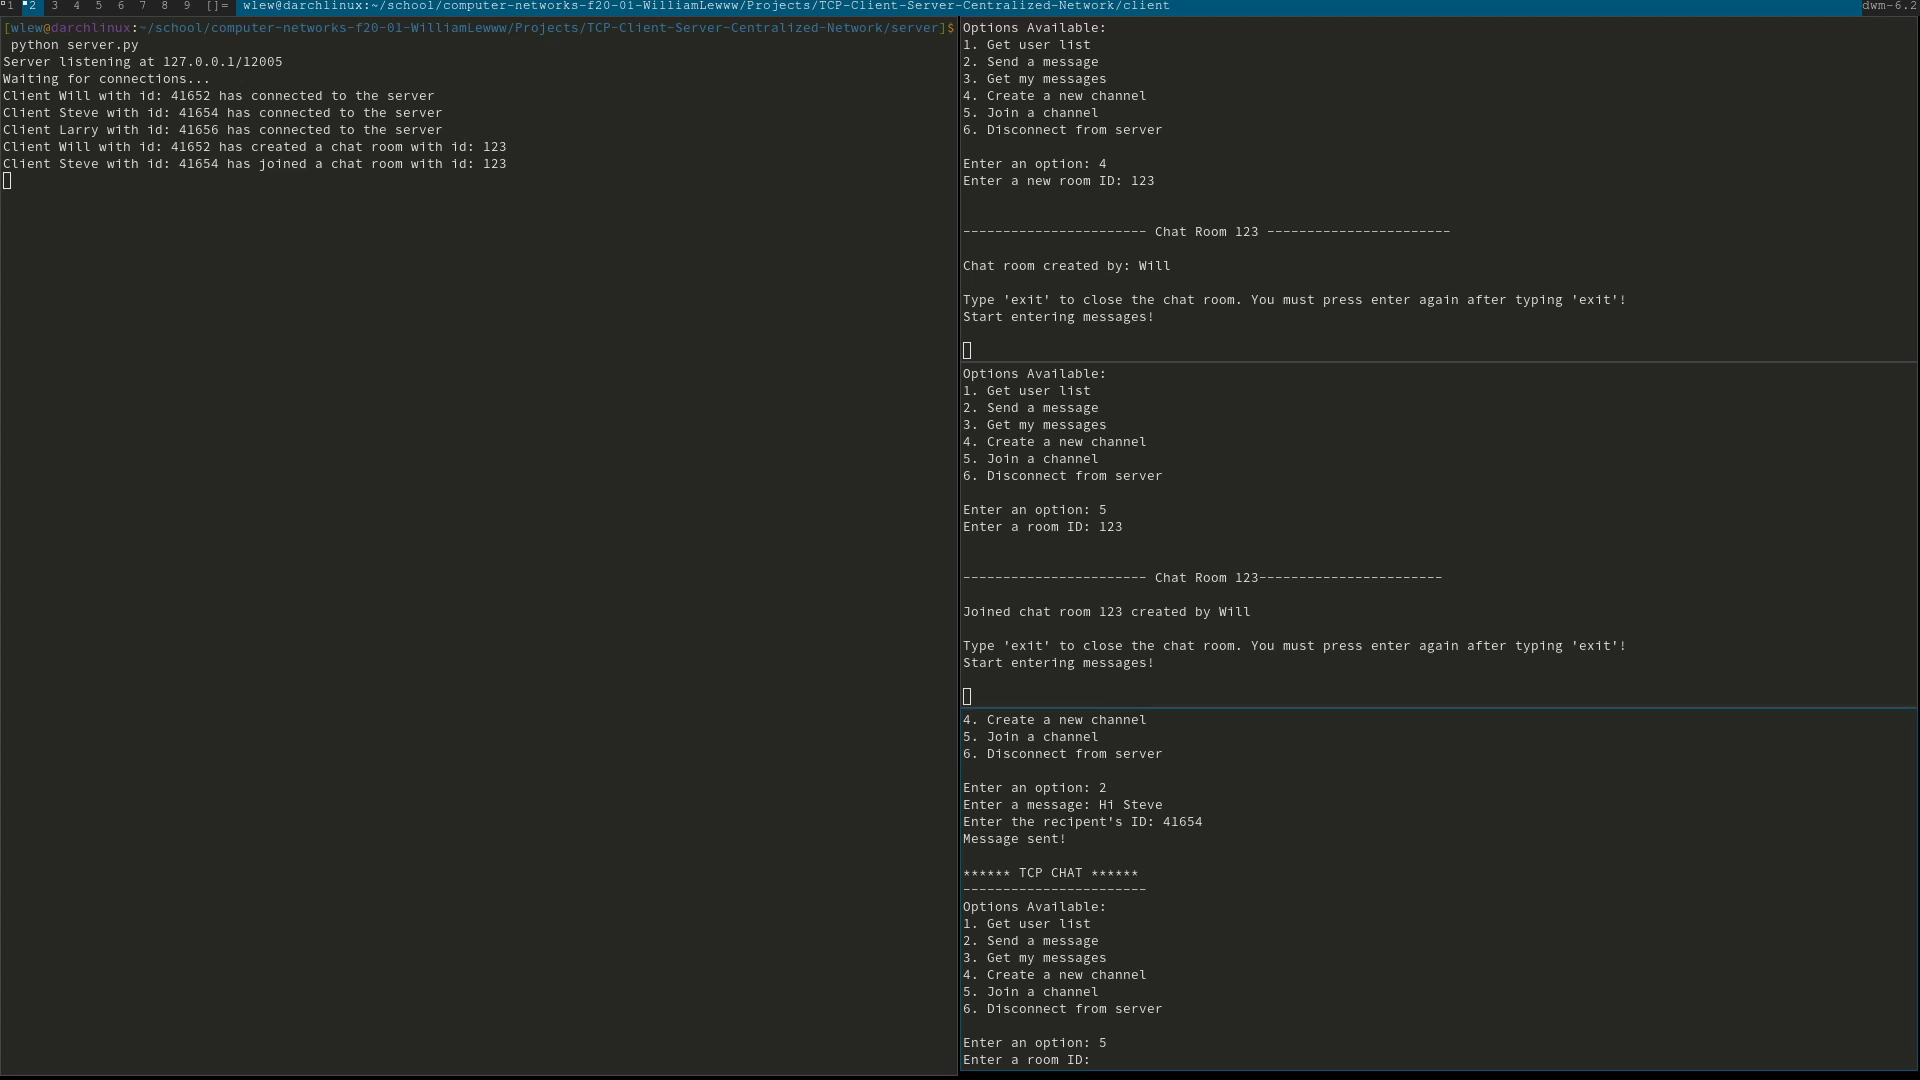 1 2 3 4 5 6 7 8 9 []= wlew@darchlinux:~/school/computer-networks-f20-01-WilliamLewww/Projects/TCP-Client-Server-Centralized-Network/client dwm-6.2
[wlew@darchlinux:~/school/computer-networks-f20-01-WilliamLewww/Projects/TCP-Client-Server-Centralized-Network/server]$
python server.py
Server listening at 127.0.0.1/12005
Waiting for connections...
Client Will with id: 41652 has connected to the server
Client Steve with id: 41654 has connected to the server
Client Larry with id: 41656 has connected to the server
Client Will with id: 41652 has created a chat room with id: 123
Client Steve with id: 41654 has joined a chat room with id: 123
Options Available:
1. Get user list
2. Send a message
3. Get my messages
4. Create a new channel
5. Join a channel
6. Disconnect from server
Enter an option: 4
Enter a new room ID: 123
----------------------- Chat Room 123 -----------------------
Chat room created by: Will
Type 'exit' to close the chat room. You must press enter again after typing 'exit'!
Start entering messages!
Options Available:
1. Get user list
2. Send a message
3. Get my messages
4. Create a new channel
5. Join a channel
6. Disconnect from server
Enter an option: 5
Enter a room ID: 123
----------------------- Chat Room 123-----------------------
Joined chat room 123 created by Will
Type 'exit' to close the chat room. You must press enter again after typing 'exit'!
Start entering messages!
4. Create a new channel
5. Join a channel
6. Disconnect from server
Enter an option: 2
Enter a message: Hi Steve
Enter the recipent's ID: 41654
Message sent!
****** TCP CHAT ******
-----------------------
Options Available:
1. Get user list
2. Send a message
3. Get my messages
4. Create a new channel
5. Join a channel
6. Disconnect from server
Enter an option: 5
Enter a room ID: